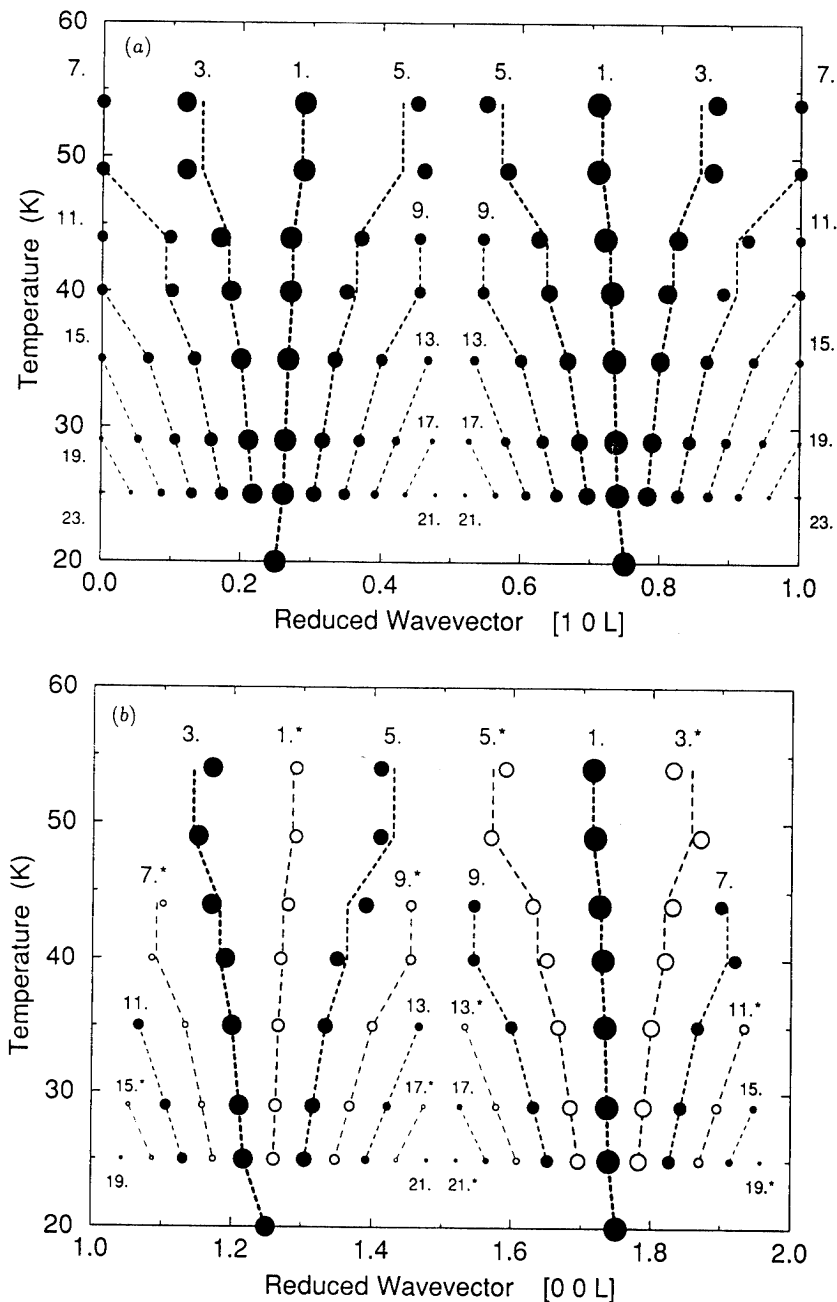 60
(a)
7. 3. 1. 5. 5. 1. 3. 7.
50
11. 9. 9. 11.
40
15. 13. 13. 15.
30
19. 17. 17. 19.
23. 21. 21. 23.
20
Temperature (K)
0.0 0.2 0.4 0.6 0.8 1.0
Reduced Wavevector [1 0 L]
60
(b)
3. 1.* 5. 5.* 1. 3.*
50
7.* 9.* 9. 7.
40
11. 13. 13.* 11.*
30
15.* 17.* 17. 15.
19. 21. 21.* 19.*
20
Temperature (K)
1.0 1.2 1.4 1.6 1.8 2.0
Reduced Wavevector [0 0 L]